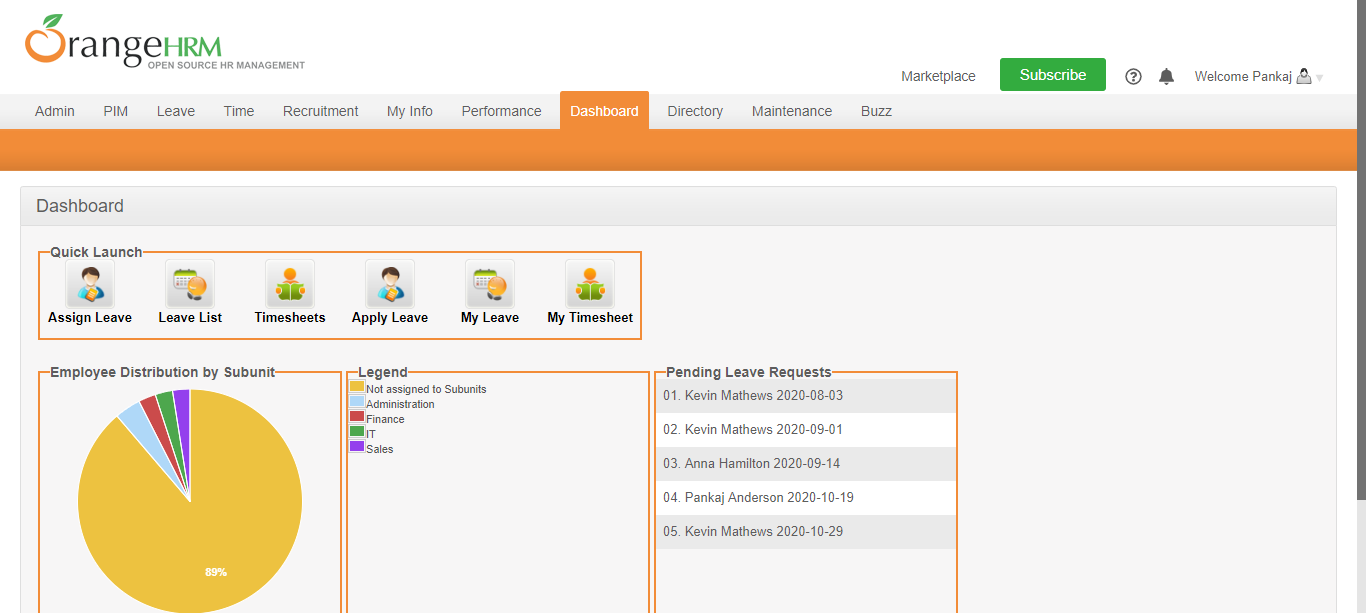 OrangeHRM
OPEN SOURCE HR MANAGEMENT
Marketplace Subscribe ? Welcome Pankaj
Admin PIM Leave Time Recruitment My Info Performance Dashboard Directory Maintenance Buzz
Dashboard
Quick Launch
Assign Leave Leave List Timesheets Apply Leave My Leave My Timesheet
Employee Distribution by Subunit
89%
Legend
Not assigned to Subunits
Administration
Finance
IT
Sales
Pending Leave Requests
01. Kevin Mathews 2020-08-03
02. Kevin Mathews 2020-09-01
03. Anna Hamilton 2020-09-14
04. Pankaj Anderson 2020-10-19
05. Kevin Mathews 2020-10-29